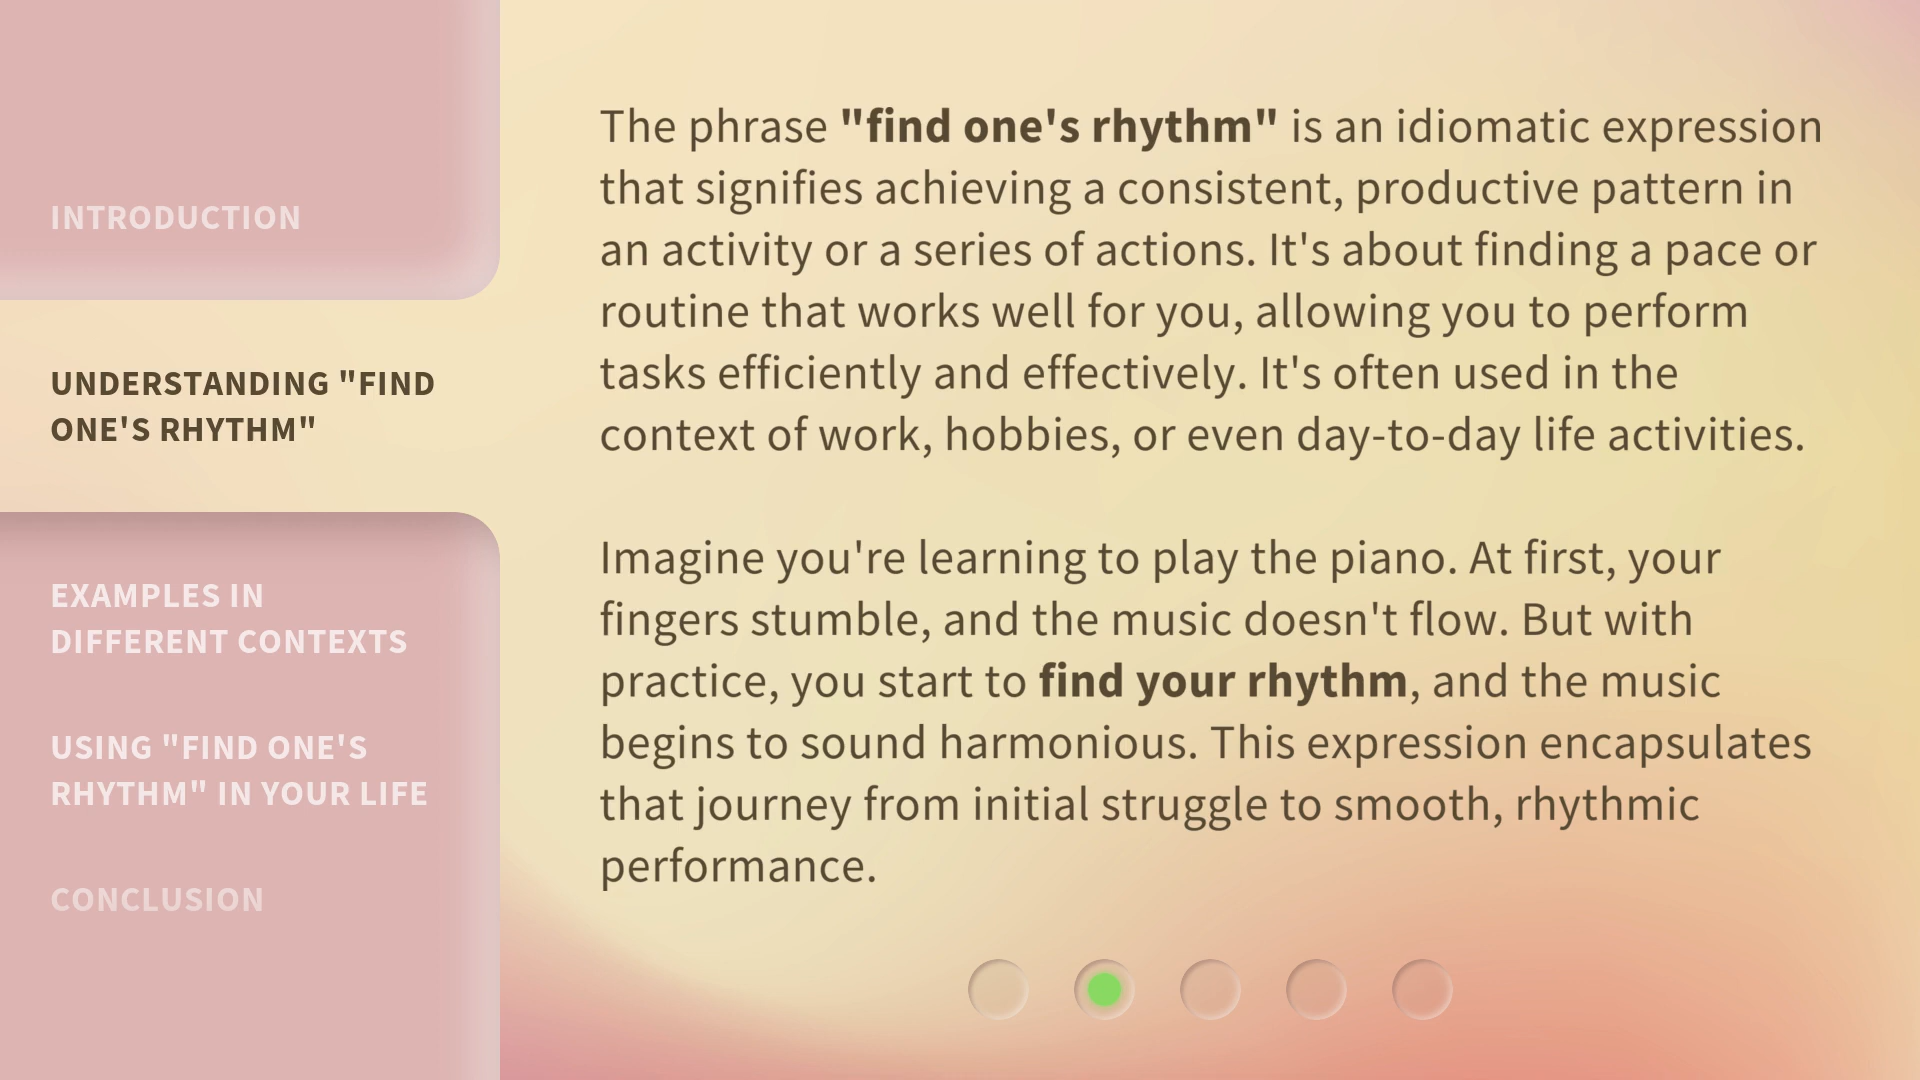 INTRODUCTION
UNDERSTANDING "FIND
ONE'S RHYTHM"
EXAMPLES IN
DIFFERENT CONTEXTS
USING "FIND ONE'S
RHYTHM" IN YOUR LIFE
CONCLUSION
The phrase "find one's rhythm" is an idiomatic expression
that signifies achieving a consistent, productive pattern in
an activity or a series of actions. It's about finding a pace or
routine that works well for you, allowing you to perform
tasks efficiently and effectively. It's often used in the
context of work, hobbies, or even day-to-day life activities.
Imagine you're learning to play the piano. At first, your
fingers stumble, and the music doesn't flow. But with
practice, you start to find your rhythm, and the music
begins to sound harmonious. This expression encapsulates
that journey from initial struggle to smooth, rhythmic
performance.